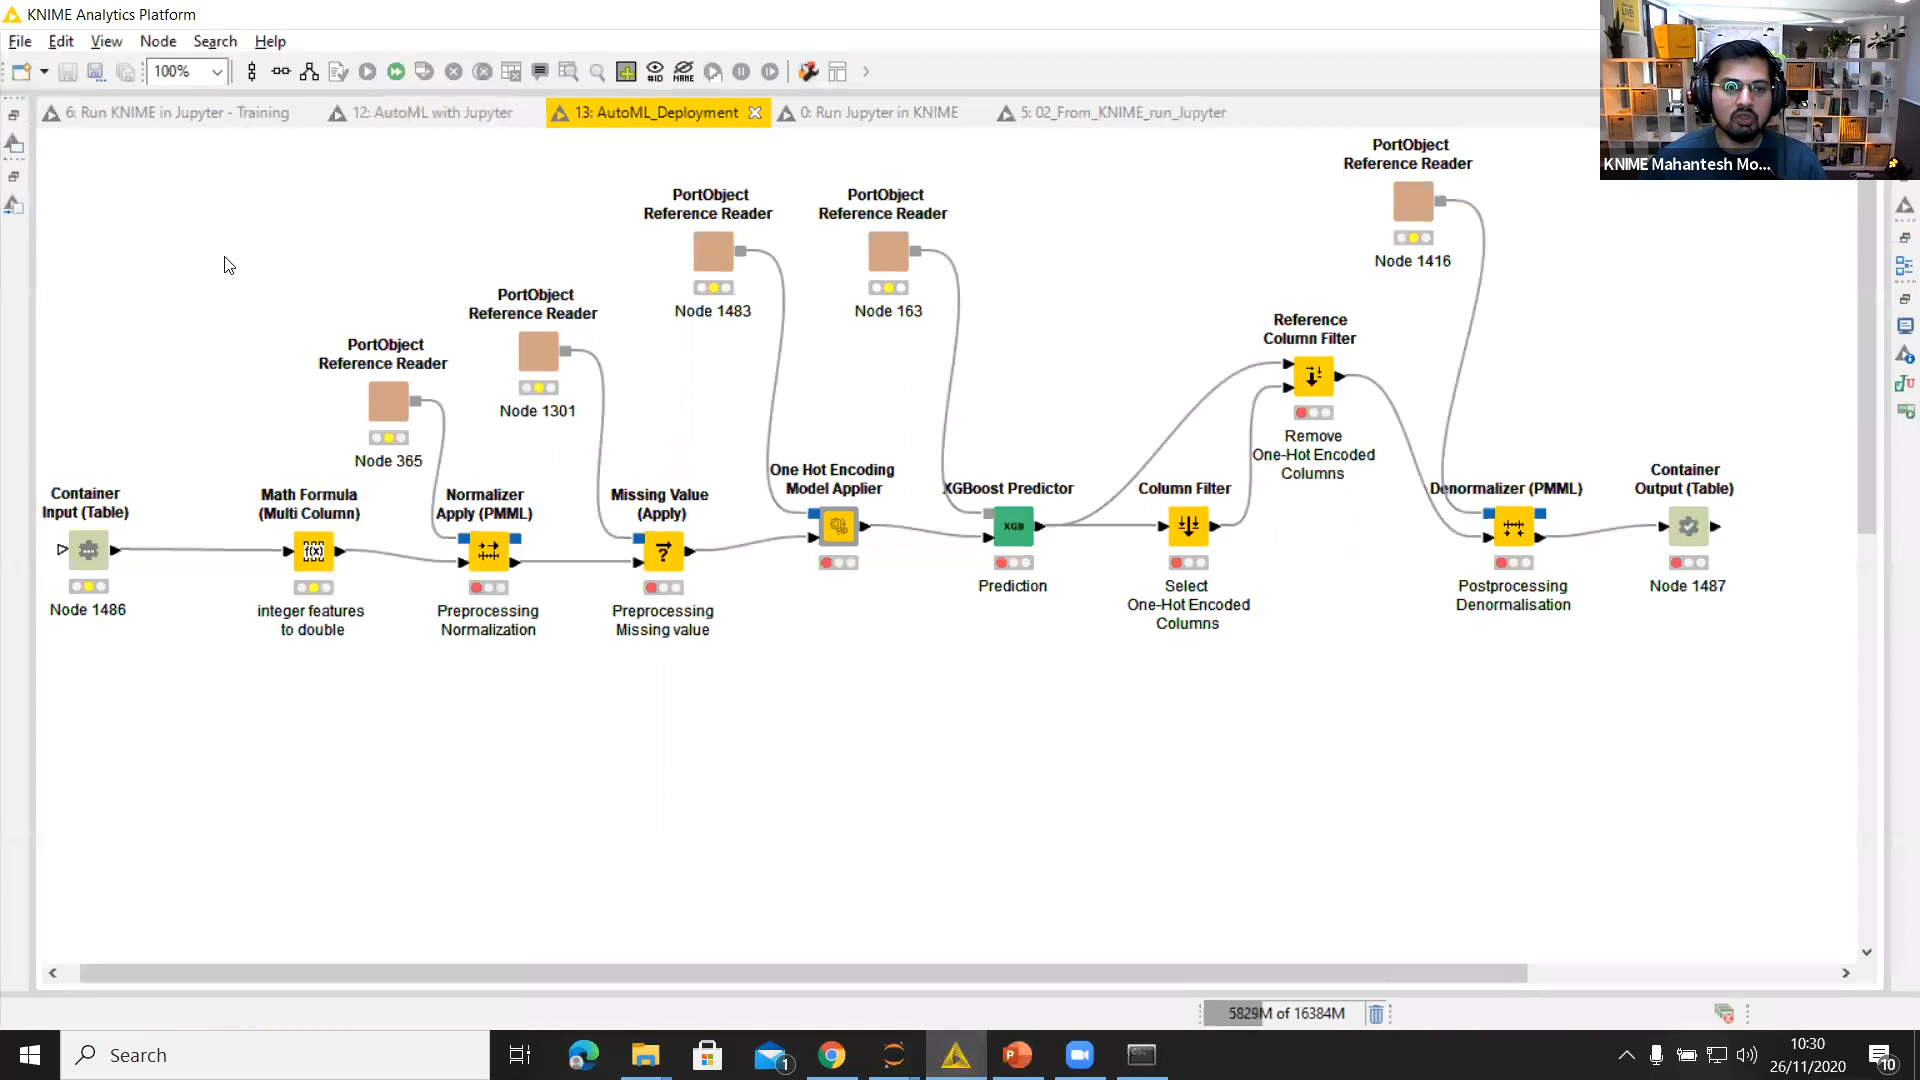 KNIME Analytics Platform
File Edit View Node Search Help
100%
#ID
NAME
6: Run KNIME in Jupyter - Training
12: AutoML with Jupyter
13: AutoML_Deployment
0: Run Jupyter in KNIME
5: 02_From_KNIME_run_Jupyter
KNIME Mahantesh Mo...
PortObject
Reference Reader
Node 1416
PortObject
Reference Reader
Node 1483
PortObject
Reference Reader
Node 163
PortObject
Reference Reader
Node 1301
PortObject
Reference Reader
Node 365
Reference
Column Filter
Remove
One-Hot Encoded
Columns
Container
Input (Table)
Node 1486
Math Formula
(Multi Column)
f(x)
integer features
to double
Normalizer
Apply (PMML)
Preprocessing
Normalization
Missing Value
(Apply)
?
Preprocessing
Missing value
One Hot Encoding
Model Applier
XGBoost Predictor
XGB
Prediction
Column Filter
Select
One-Hot Encoded
Columns
Denormalizer (PMML)
Postprocessing
Denormalisation
Container
Output (Table)
Node 1487
5829M of 16384M
Search
1
10:30
26/11/2020
10